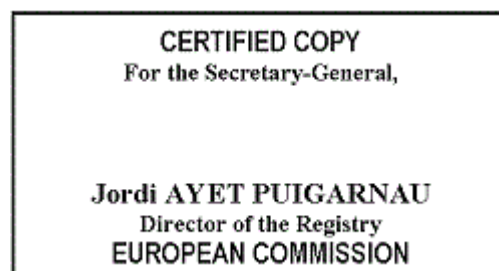 CERTIFIED COPY
For the Secretary-General,
Jordi AYET PUIGARNAU
Director of the Registry
EUROPEAN COMMISSION